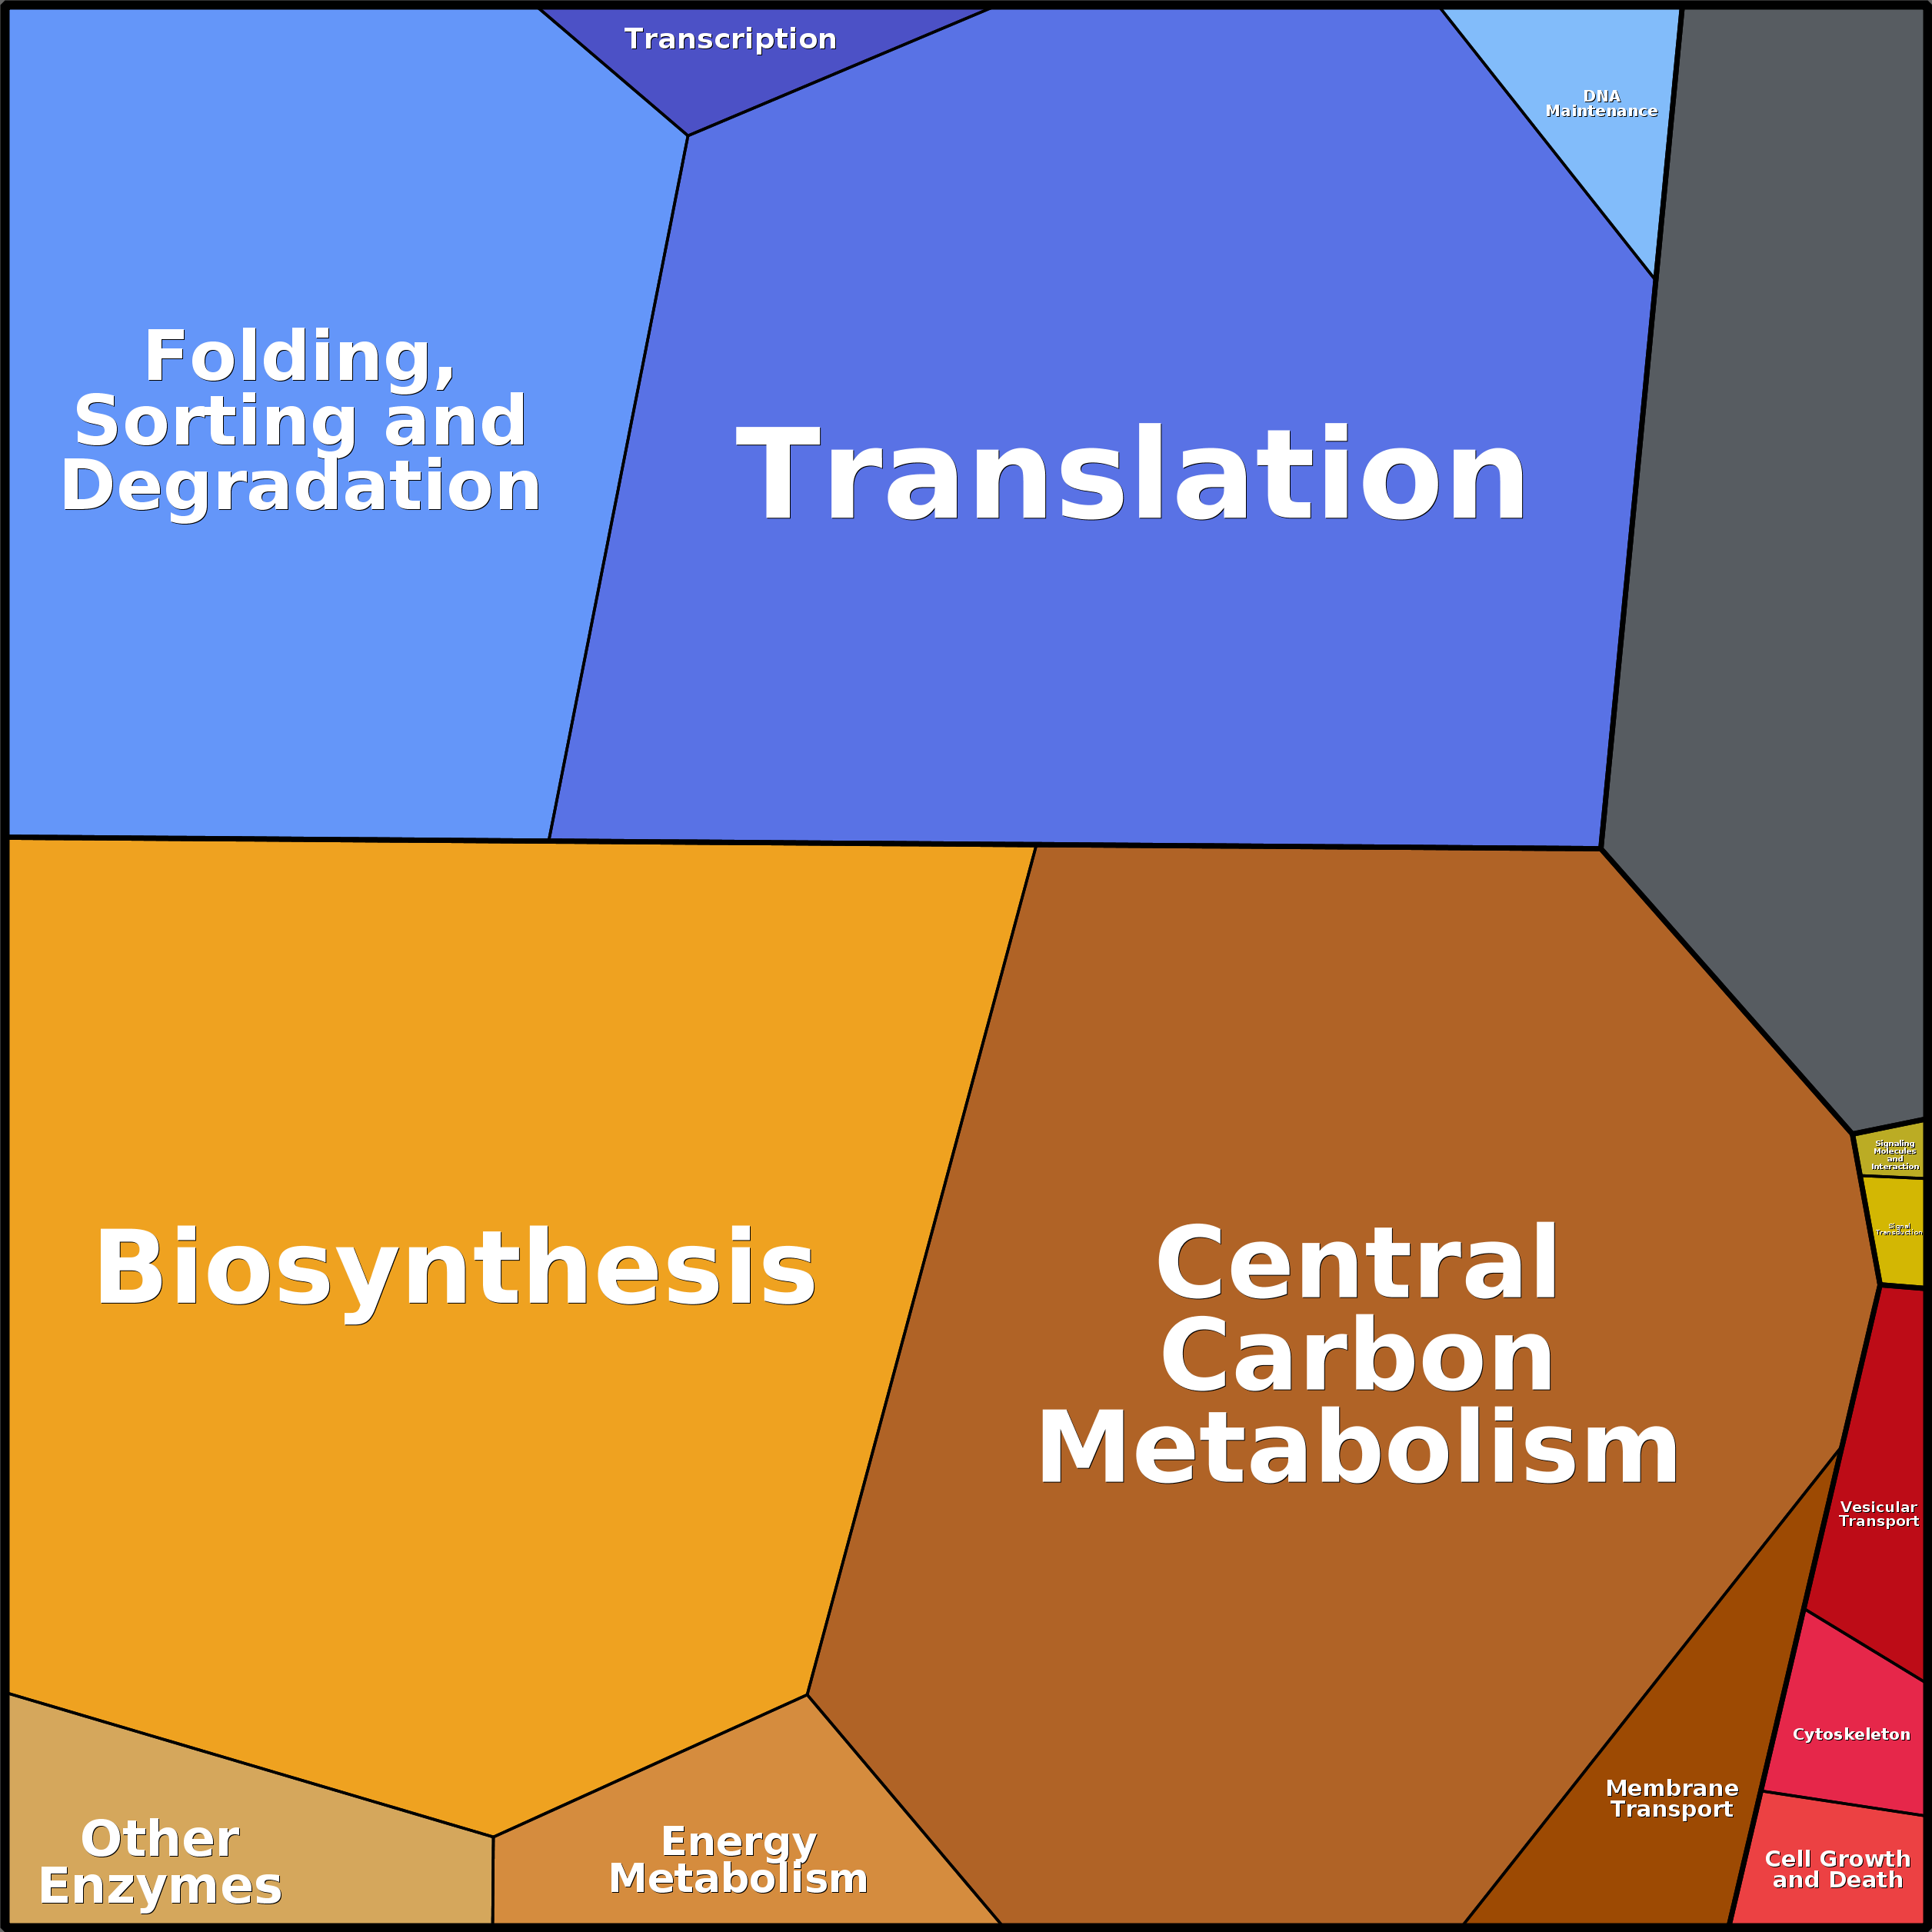 Transcription
DNA
Maintenance
Folding,
Sorting and
Degradation
Translation
Signaling
Molecules
and
Interaction
Signal
Transduction
Biosynthesis
Central
Carbon
Metabolism
Vesicular
Transport
Cytoskeleton
Membrane
Transport
Other
Enzymes
Energy
Metabolism
Cell Growth
and Death